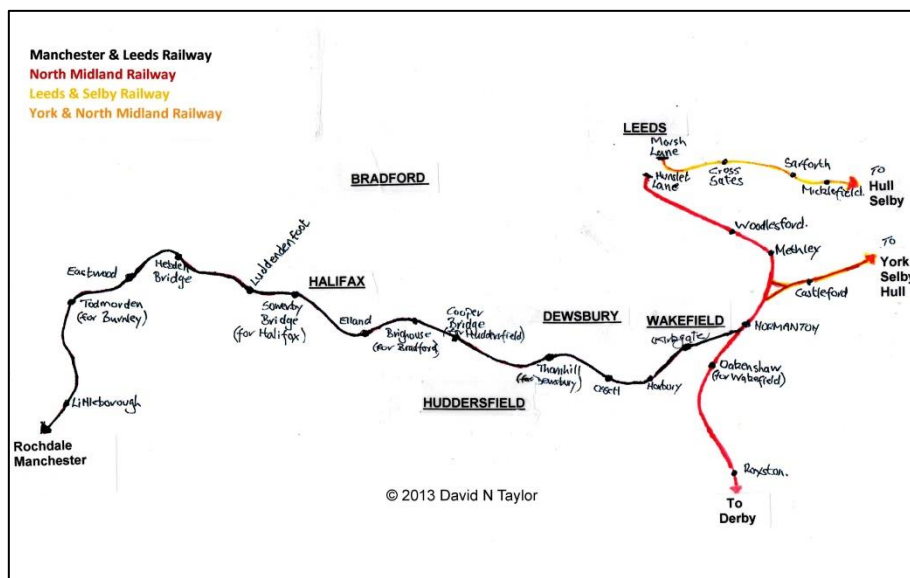 Manchester & Leeds Railway
North Midland Railway
Leeds & Selby Railway
York & North Midland Railway
LEEDS
Marsh
Lane
Hunslet
Lane
Cross
Gates
Garforth
Micklefield.
To
Hull
Selby
BRADFORD
Woodlesford.
Methley
To
York
Selby
Hull
Castleford
Luddendenfoot
Eastwood
Hebden
Bridge
HALIFAX
Todmorden
(for Burnley)
Sowerby
Bridge
(for Halifax)
Elland
Brighouse
(for Bradford)
Cooper
Bridge
(for Huddersfield)
DEWSBURY
WAKEFIELD
(Kirkgate)
NORMANTON
Thornhill
(for Dewsbury)
Horbury
Oakenshaw
(for Wakefield)
HUDDERSFIELD
Littleborough
Rochdale
Manchester
Royston.
To
Derby
© 2013 David N Taylor